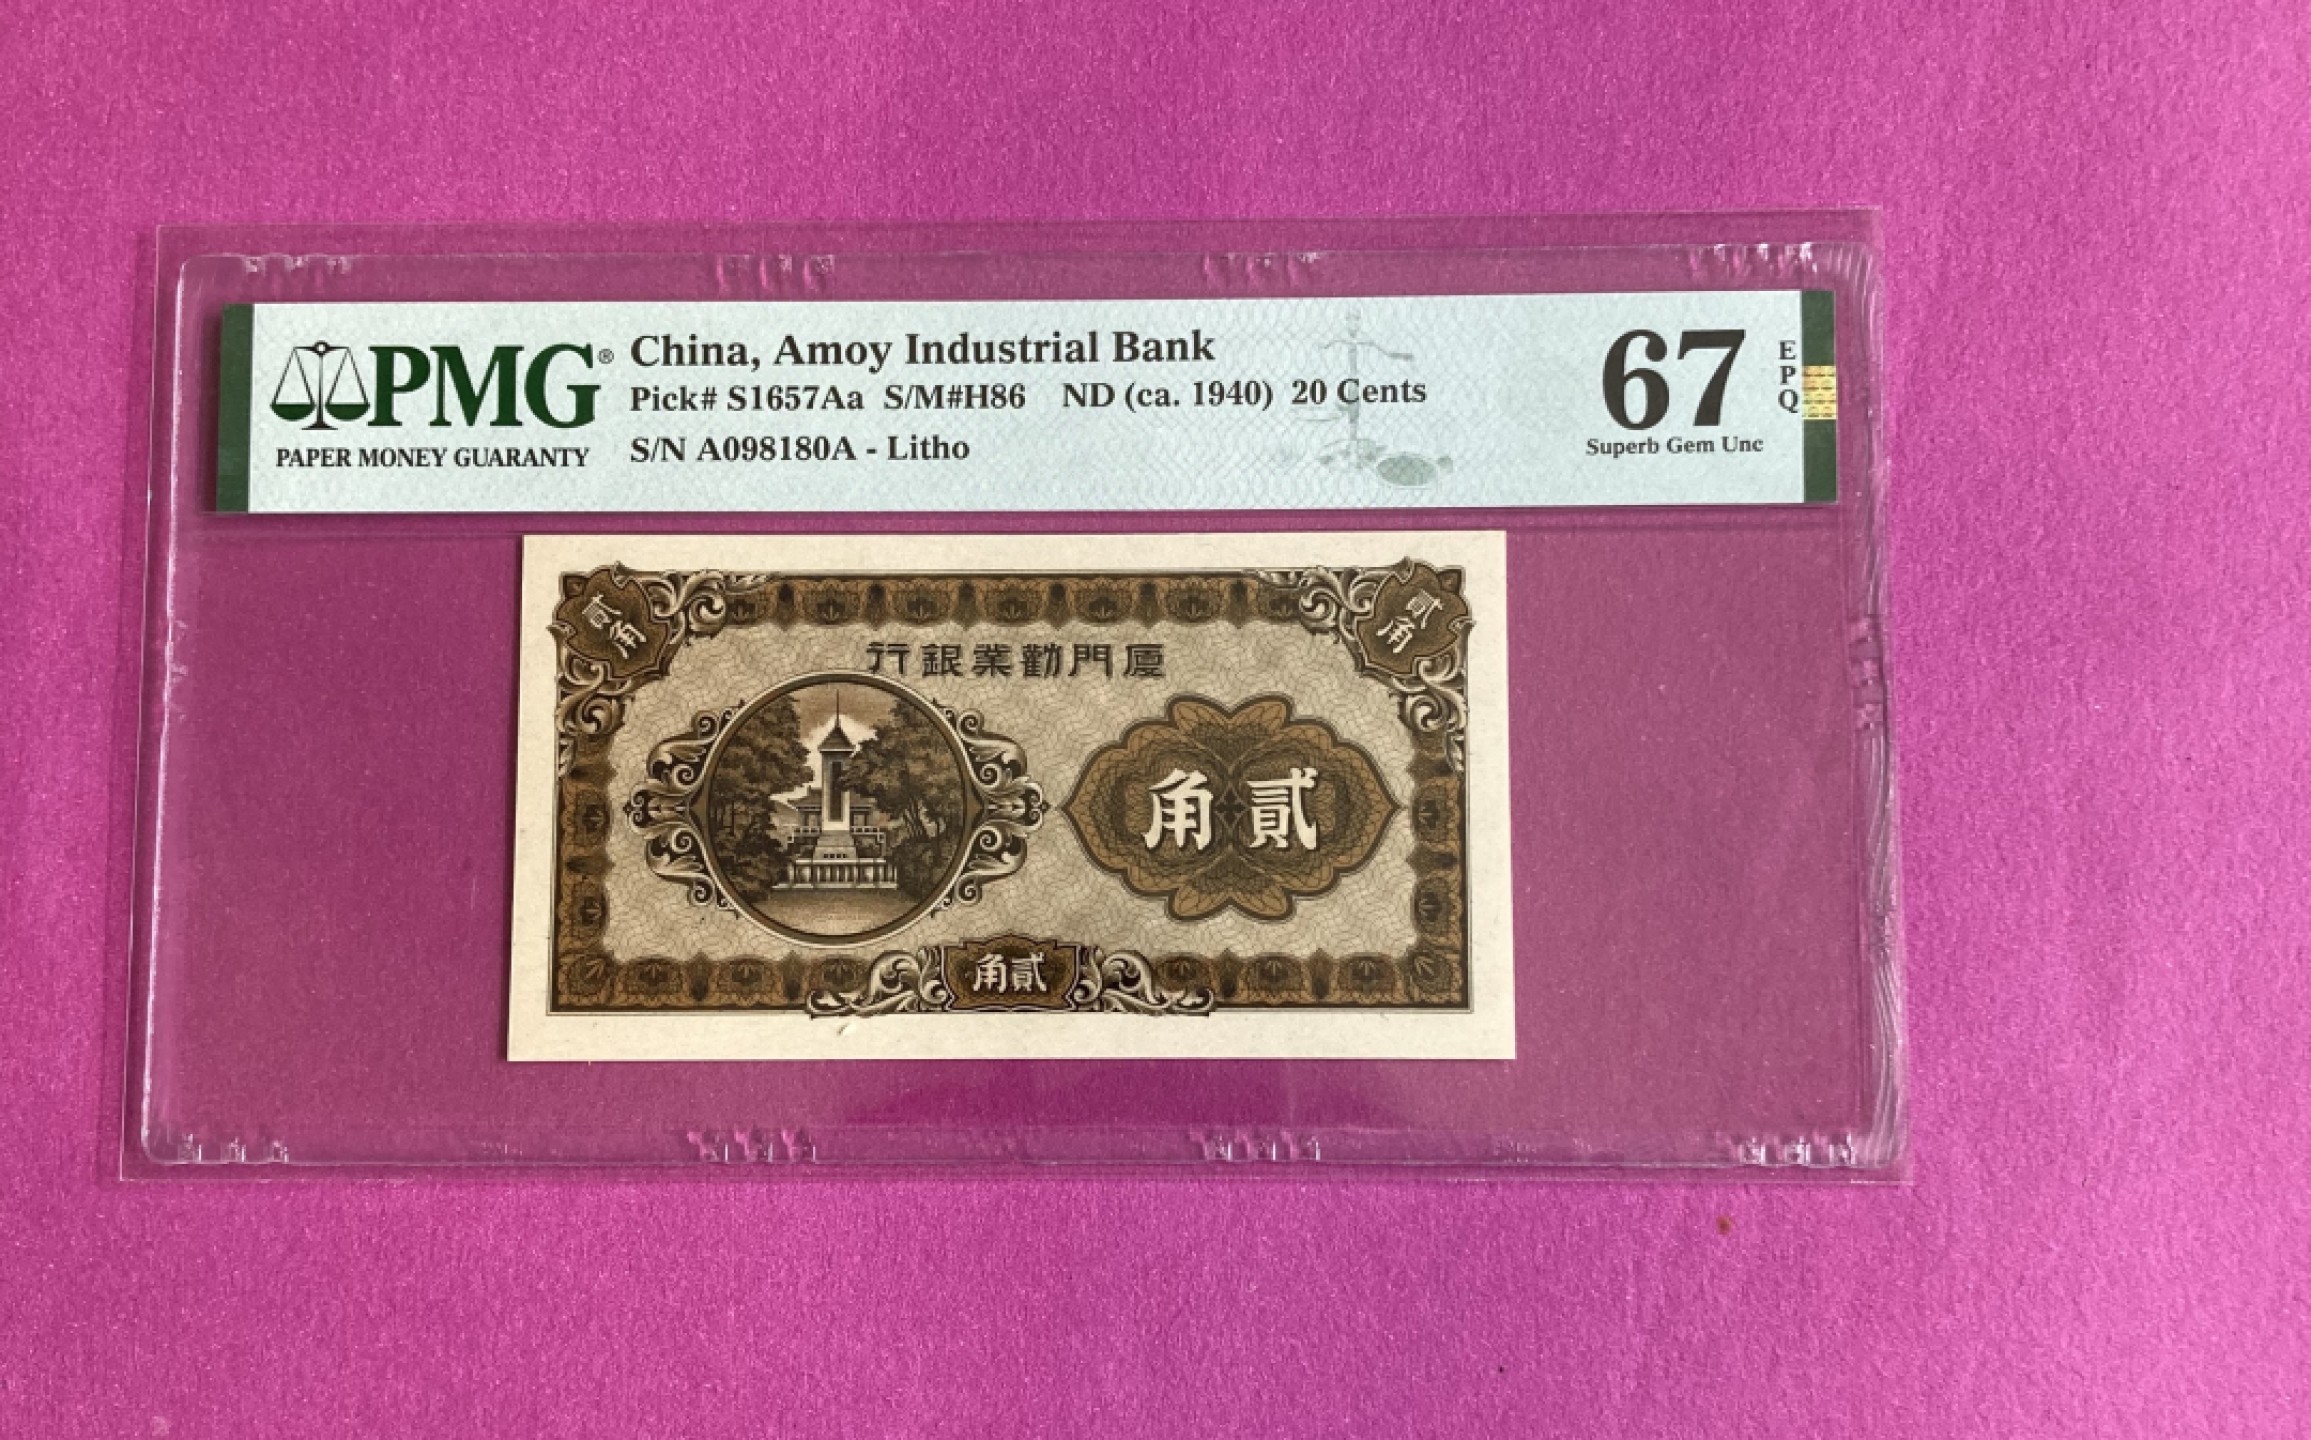 PMG®
PAPER MONEY GUARANTY
China, Amoy Industrial Bank
Pick# S1657Aa S/M#H86 ND (ca. 1940) 20 Cents
S/N A098180A - Litho
67
EPQ
Superb Gem Unc
貳角
貳角
行銀業勸門厦
角貳
角貳